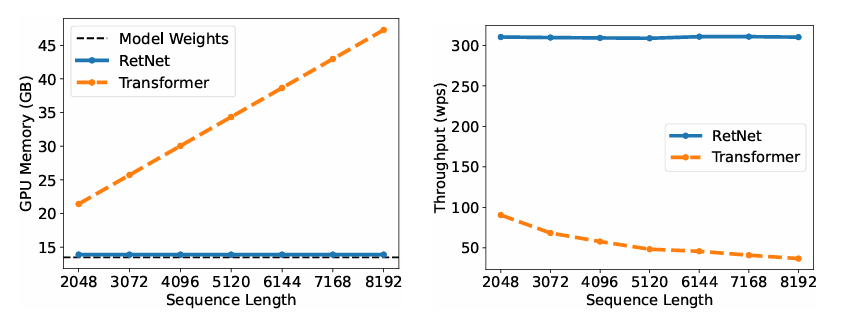 GPU Memory (GB)
45
40
35
30
25
20
15
Model Weights
RetNet
Transformer
2048 3072 4096 5120 6144 7168 8192
Sequence Length
Throughput (wps)
300
250
200
150
100
50
RetNet
Transformer
2048 3072 4096 5120 6144 7168 8192
Sequence Length